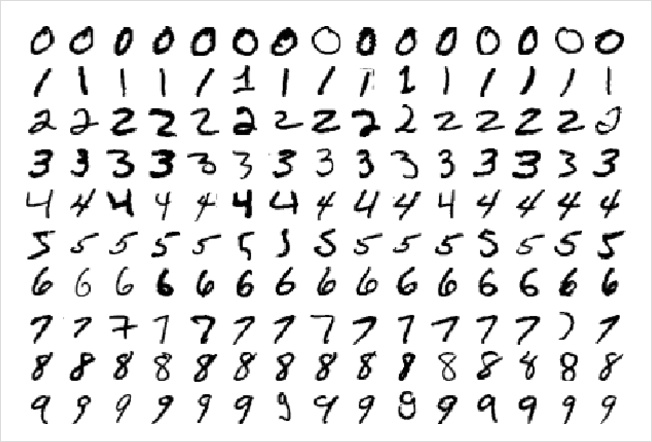 0 0 0 0 0 0 0 0 0 0 0 0 0 0 0
1 1 1 1 1 1 1 1 1 1 1 1 1 1 1
2 2 2 2 2 2 2 2 2 2 2 2 2 2 2
3 3 3 3 3 3 3 3 3 3 3 3 3 3 3
4 4 4 4 4 4 4 4 4 4 4 4 4 4 4
5 5 5 5 5 5 5 5 5 5 5 5 5 5 5
6 6 6 6 6 6 6 6 6 6 6 6 6 6 6
7 7 7 7 7 7 7 7 7 7 7 7 7 7 7
8 8 8 8 8 8 8 8 8 8 8 8 8 8 8
9 9 9 9 9 9 9 9 9 9 9 9 9 9 9